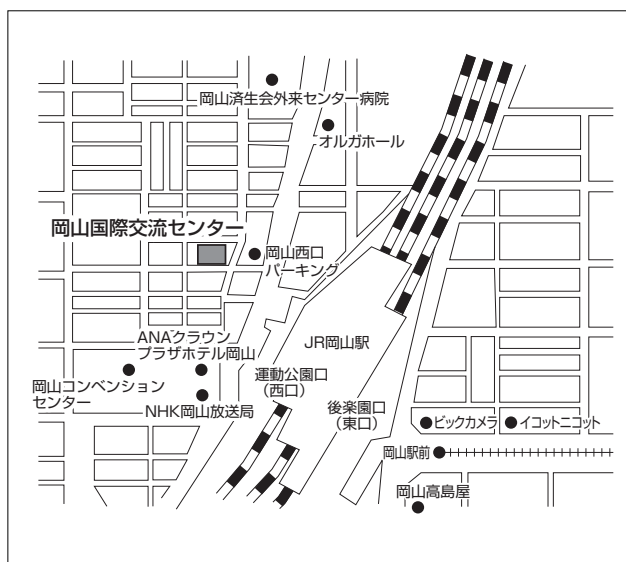 岡山済生会外来センター病院
オルガホール
岡山国際交流センター
岡山西口
パーキング
ANAクラウン
プラザホテル岡山
JR岡山駅
岡山コンベンション
センター
運動公園口
(西口)
NHK岡山放送局
後楽園口
(東口)
ビックカメラ
イコットニコット
岡山駅前
岡山高島屋